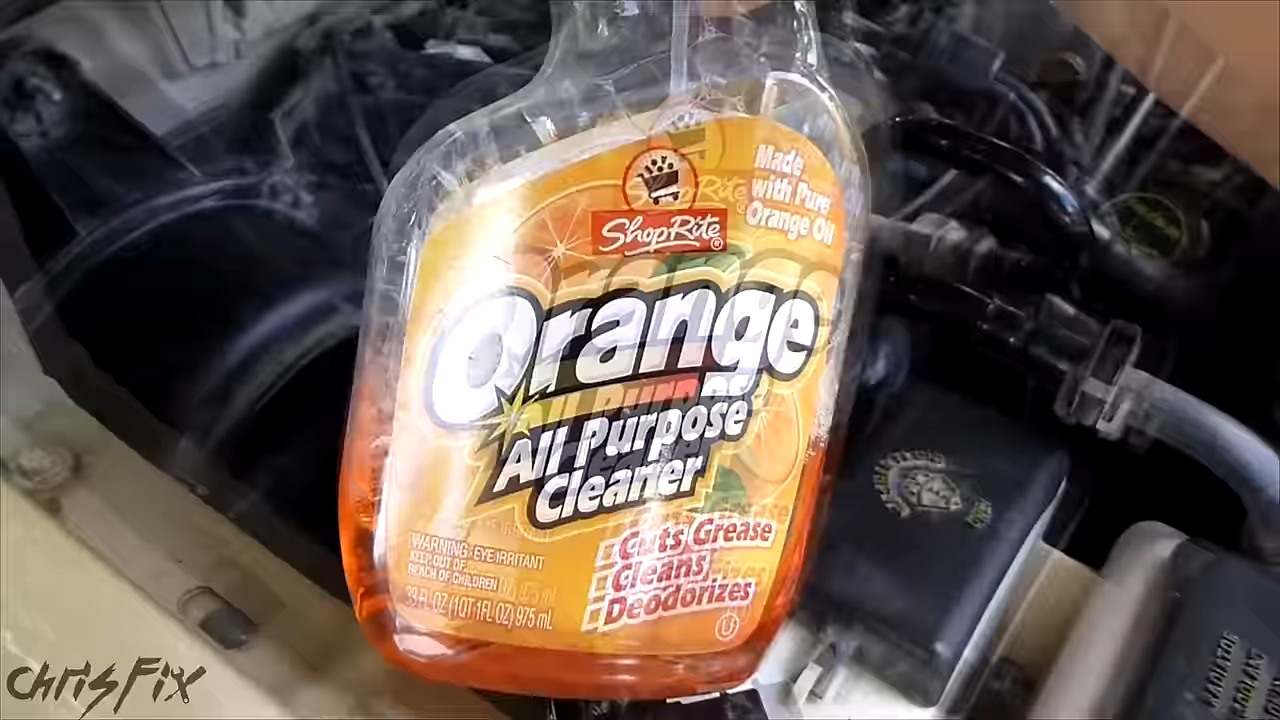 ShopRite®
Made
with Pure
Orange Oil
Orange
All Purpose
Cleaner
Cuts Grease
Cleans
Deodorizes
WARNING: EYE IRRITANT
KEEP OUT OF
REACH OF CHILDREN
33 FL OZ (1QT 1FL OZ) 975 mL
chrisFix